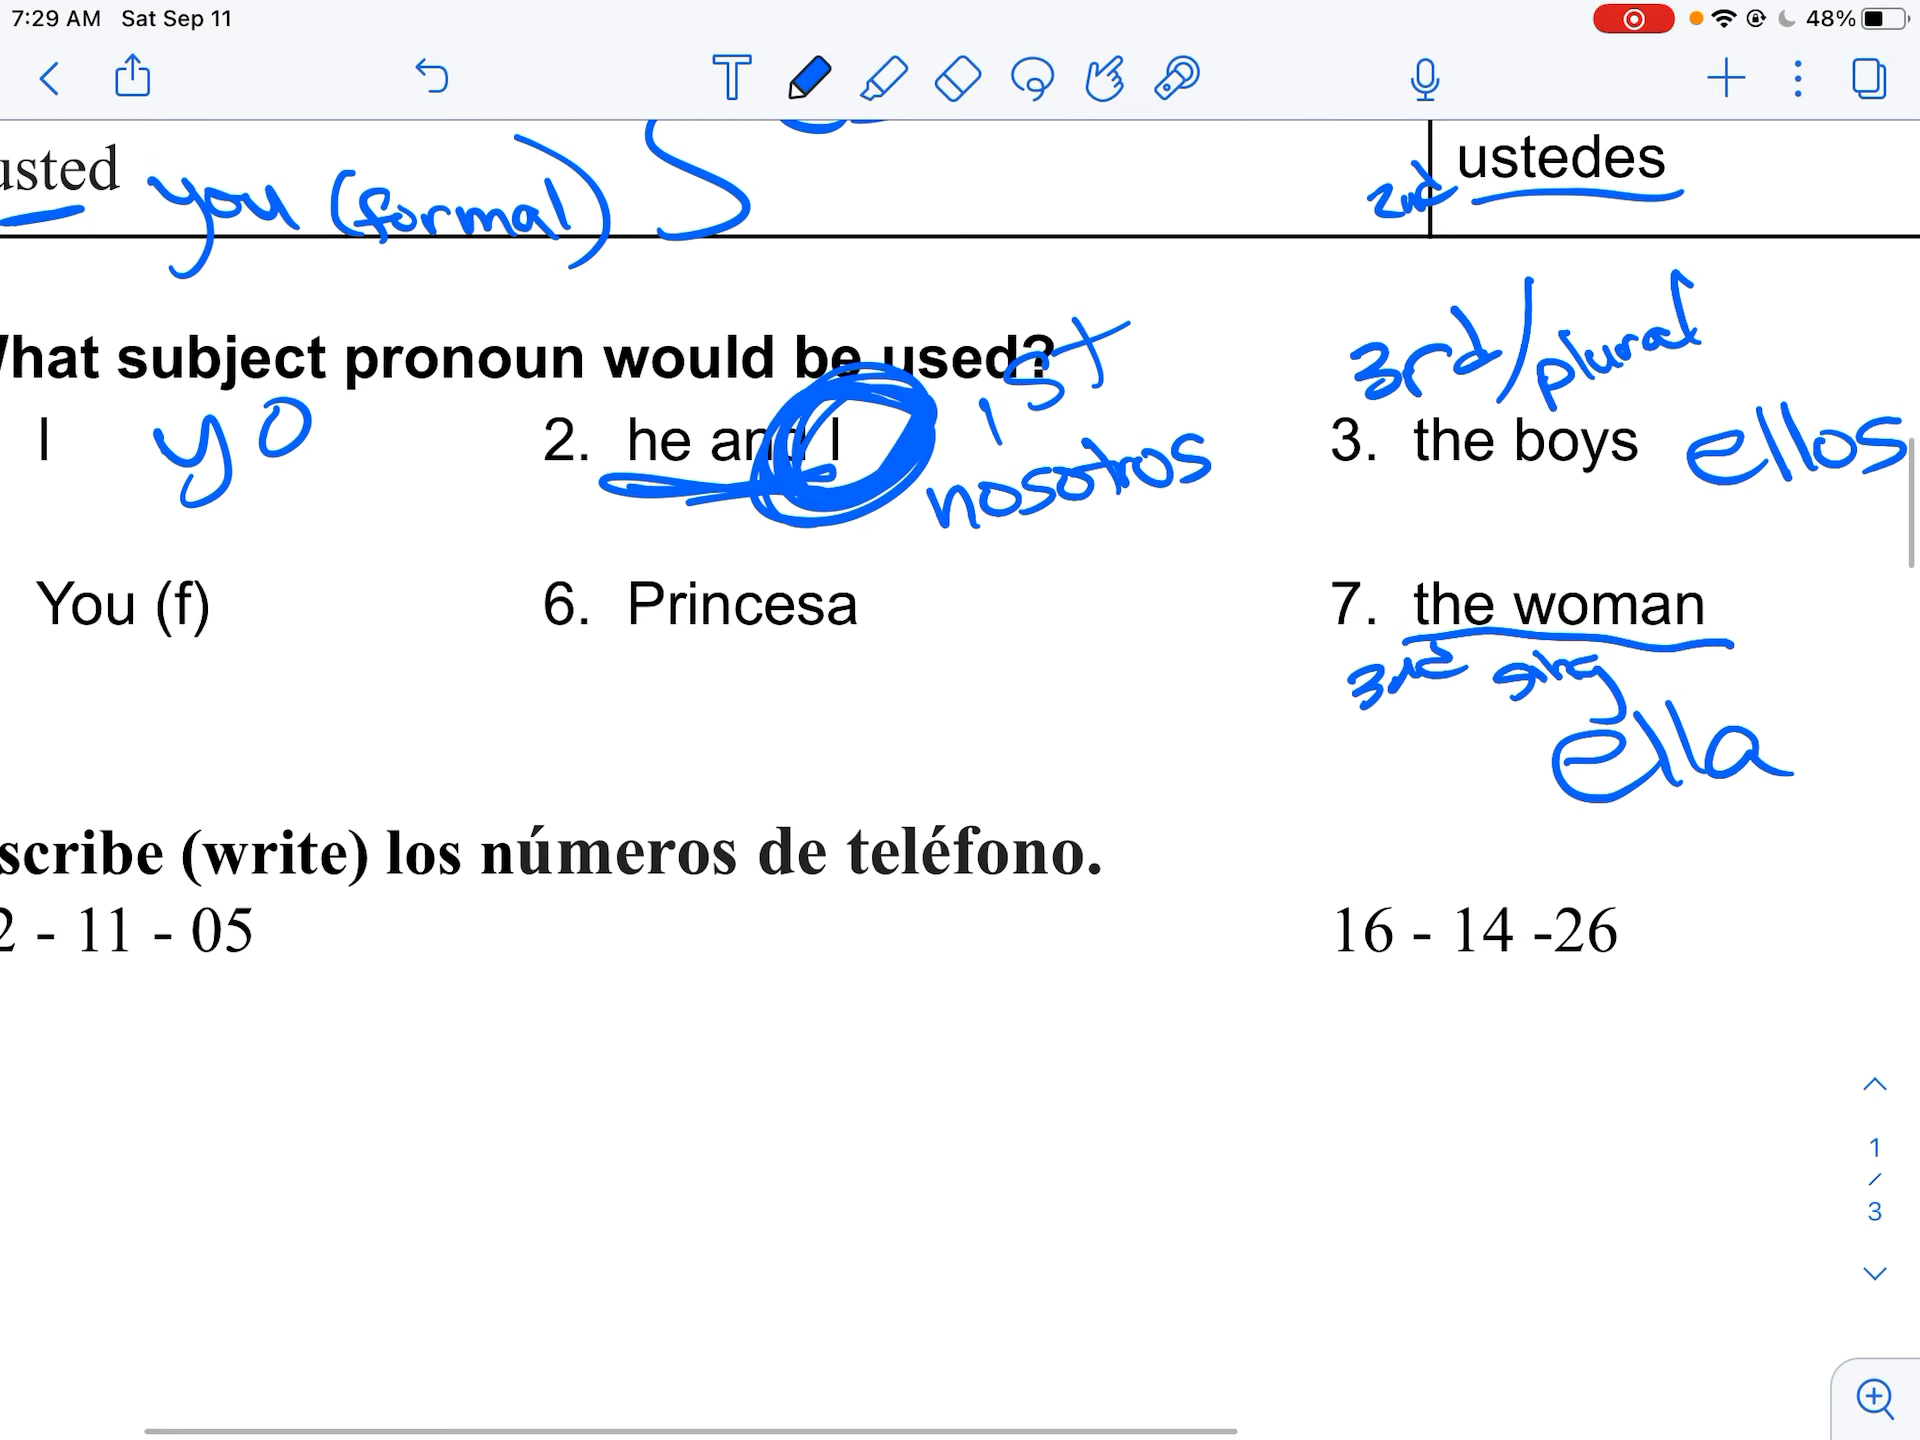 7:29 AM Sat Sep 11 48%
usted you (formal) 2nd ustedes
What subject pronoun would be used? 1st 3rd/plural
I yo 2. he and I nosotros 3. the boys ellos
You (f) 6. Princesa 7. the woman
3rd sing
ella
scribe (write) los números de teléfono.
2 - 11 - 05 16 - 14 -26
1
/
3